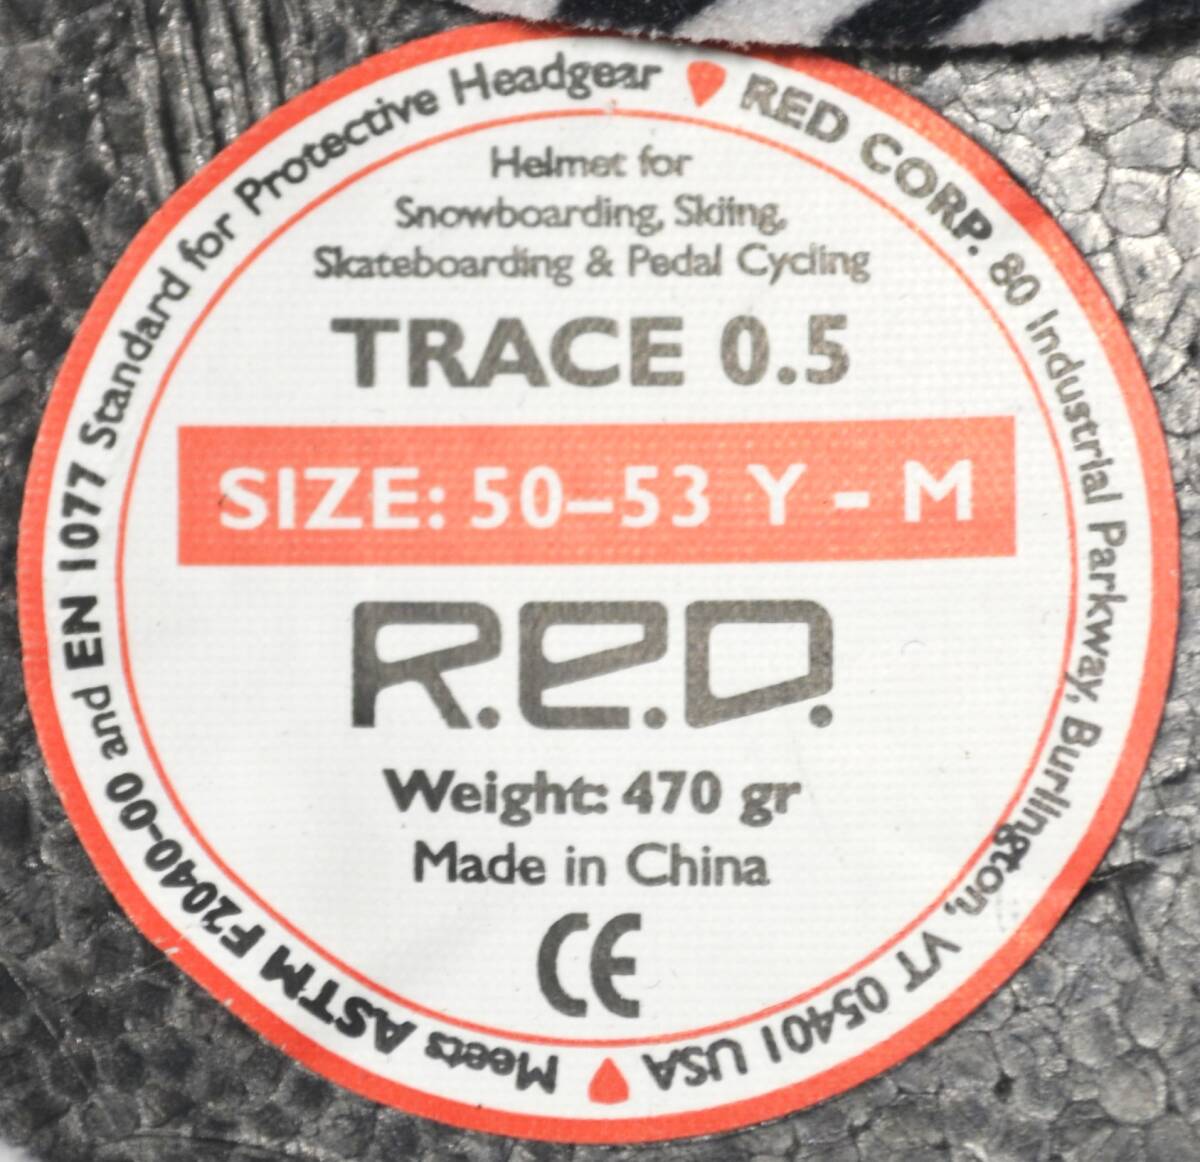 Meets ASTM F2040-00 and EN 1077 Standard for Protective Headgear
RED CORP. 80 Industrial Parkway, Burlington, VT 05401 USA
Helmet for
Snowboarding, Skiing,
Skateboarding & Pedal Cycling
TRACE 0.5
SIZE: 50–53 Y - M
R.E.D.
Weight: 470 gr
Made in China
CE